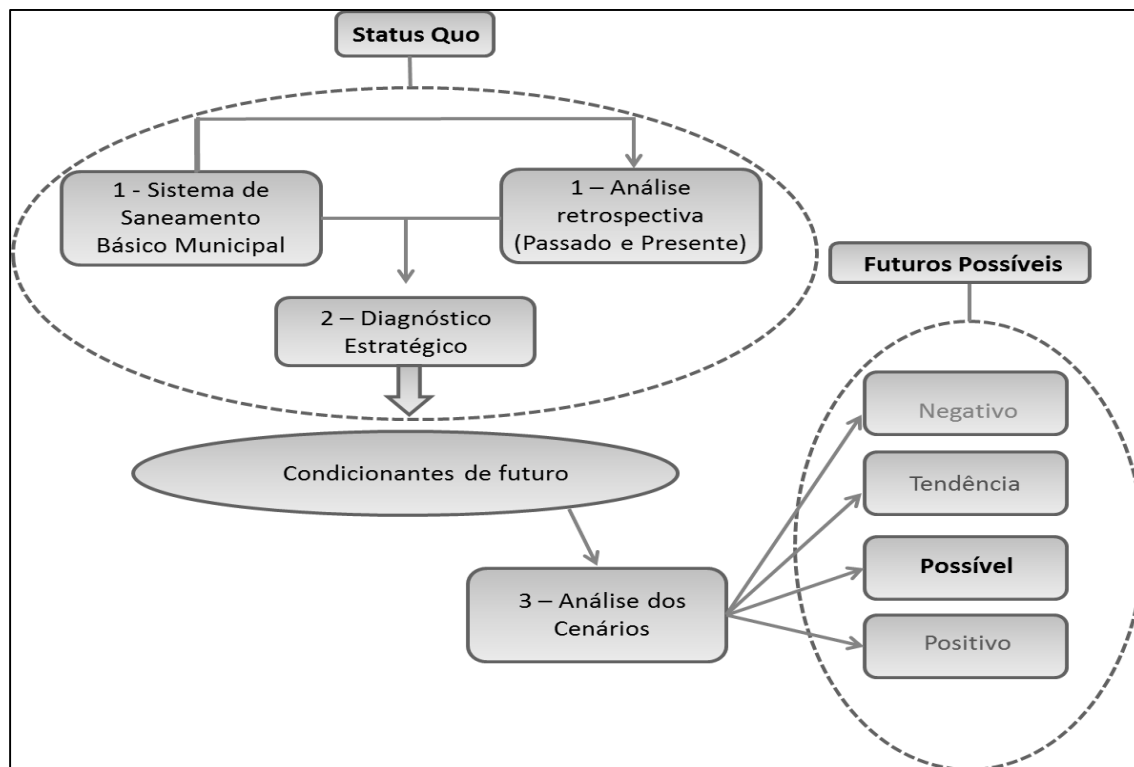 Status Quo
1 - Sistema de
Saneamento
Básico Municipal
1 – Análise
retrospectiva
(Passado e Presente)
2 – Diagnóstico
Estratégico
Condicionantes de futuro
3 – Análise dos
Cenários
Futuros Possíveis
Negativo
Tendência
Possível
Positivo